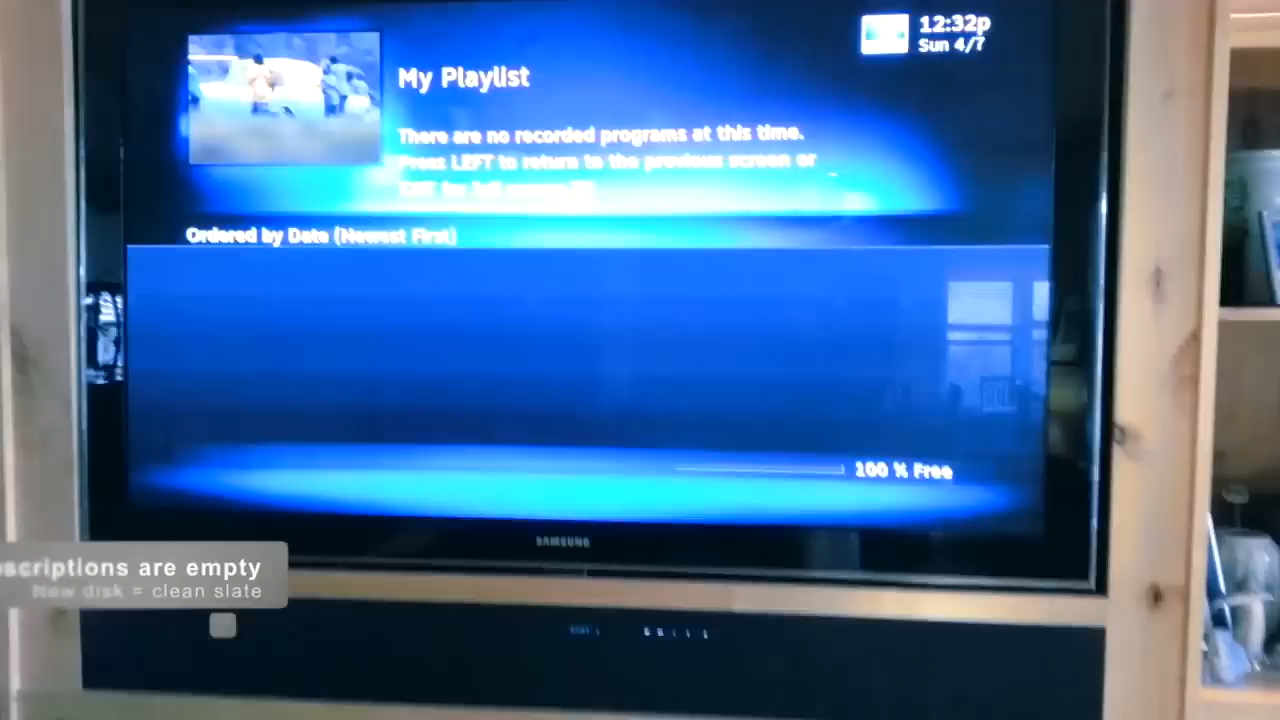 12:32p
Sun 4/7
My Playlist
There are no recorded programs at this time.
Press LEFT to return to the previous screen or
Ordered by Date (Newest First)
100 % Free
SAMSUNG
scriptions are empty
New disk = clean slate